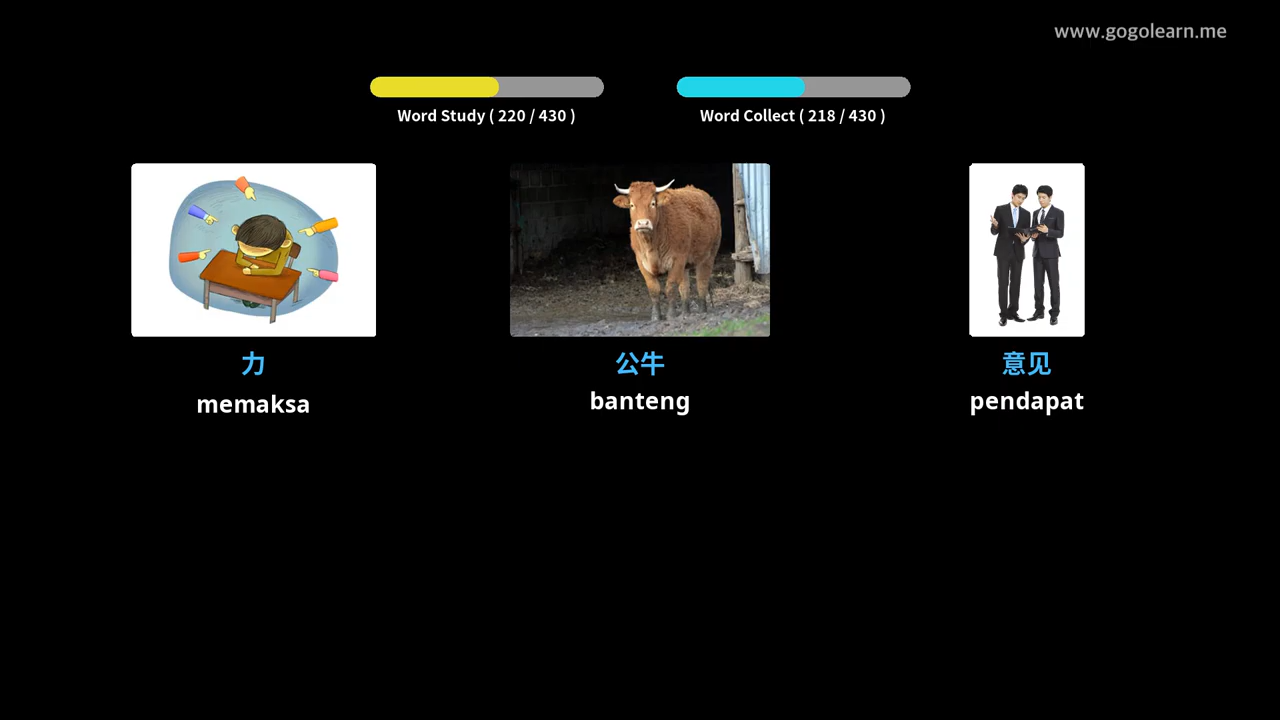 www.gogolearn.me
Word Study ( 220 / 430 )
Word Collect ( 218 / 430 )
力
公牛
意见
memaksa
banteng
pendapat